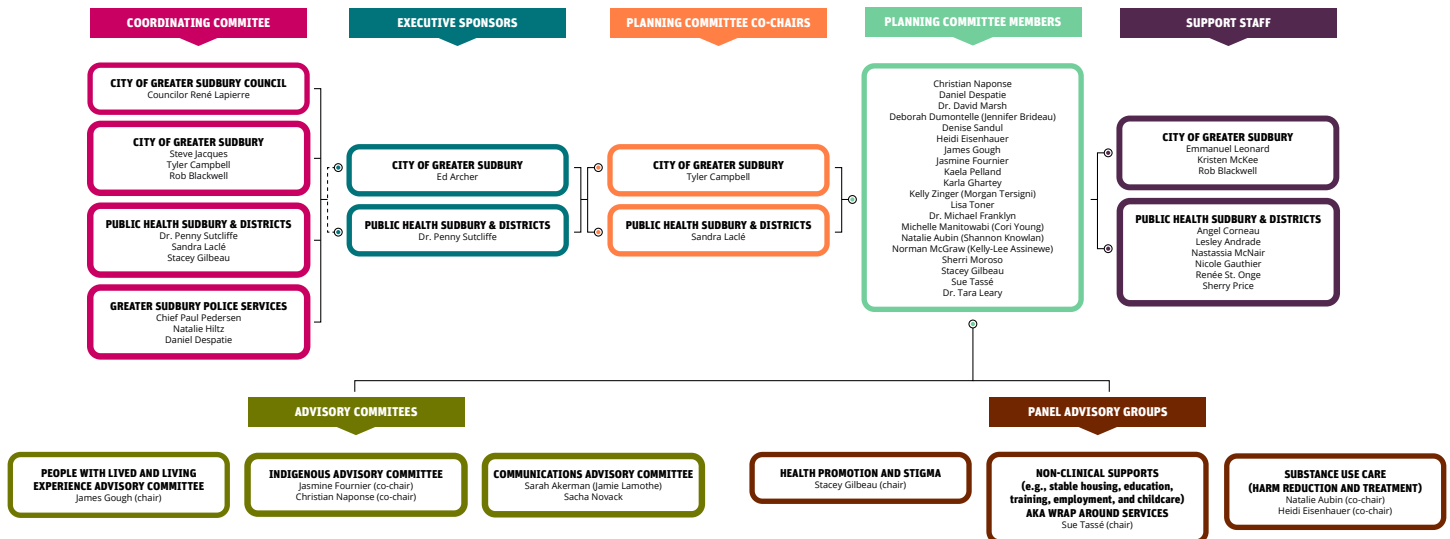 COORDINATING COMMITEE
CITY OF GREATER SUDBURY COUNCIL
Councilor René Lapierre
CITY OF GREATER SUDBURY
Steve Jacques
Tyler Campbell
Rob Blackwell
PUBLIC HEALTH SUDBURY & DISTRICTS
Dr. Penny Sutcliffe
Sandra Laclé
Stacey Gilbeau
GREATER SUDBURY POLICE SERVICES
Chief Paul Pedersen
Natalie Hiltz
Daniel Despatie
EXECUTIVE SPONSORS
CITY OF GREATER SUDBURY
Ed Archer
PUBLIC HEALTH SUDBURY & DISTRICTS
Dr. Penny Sutcliffe
PLANNING COMMITTEE CO-CHAIRS
CITY OF GREATER SUDBURY
Tyler Campbell
PUBLIC HEALTH SUDBURY & DISTRICTS
Sandra Laclé
PLANNING COMMITTEE MEMBERS
Christian Naponse
Daniel Despatie
Dr. David Marsh
Deborah Dumontelle (Jennifer Brideau)
Denise Sandul
Heidi Eisenhauer
James Gough
Jasmine Fournier
Kaela Pelland
Karla Ghartey
Kelly Zinger (Morgan Tersigni)
Lisa Toner
Dr. Michael Franklyn
Michelle Manitowabi (Cori Young)
Natalie Aubin (Shannon Knowlan)
Norman McGraw (Kelly-Lee Assinewe)
Sherri Moroso
Stacey Gilbeau
Sue Tassé
Dr. Tara Leary
SUPPORT STAFF
CITY OF GREATER SUDBURY
Emmanuel Leonard
Kristen McKee
Rob Blackwell
PUBLIC HEALTH SUDBURY & DISTRICTS
Angel Corneau
Lesley Andrade
Nastassia McNair
Nicole Gauthier
Renée St. Onge
Sherry Price
ADVISORY COMMITEES
PEOPLE WITH LIVED AND LIVING
EXPERIENCE ADVISORY COMMITTEE
James Gough (chair)
INDIGENOUS ADVISORY COMMITTEE
Jasmine Fournier (co-chair)
Christian Naponse (co-chair)
COMMUNICATIONS ADVISORY COMMITTEE
Sarah Akerman (Jamie Lamothe)
Sacha Novack
PANEL ADVISORY GROUPS
HEALTH PROMOTION AND STIGMA
Stacey Gilbeau (chair)
NON-CLINICAL SUPPORTS
(e.g., stable housing, education,
training, employment, and childcare)
AKA WRAP AROUND SERVICES
Sue Tassé (chair)
SUBSTANCE USE CARE
(HARM REDUCTION AND TREATMENT)
Natalie Aubin (co-chair)
Heidi Eisenhauer (co-chair)